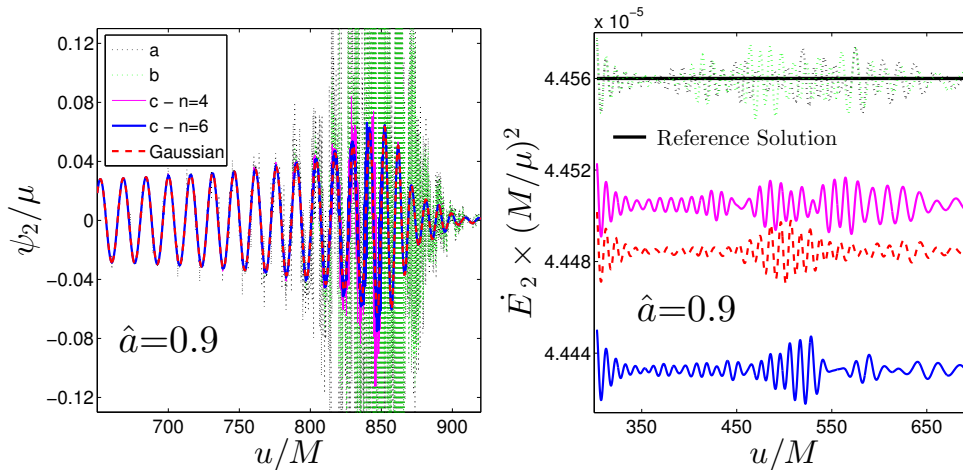 0.12
0.08
0.04
0
−0.04
−0.08
−0.12
ψ₂/μ
a
b
c − n=4
c − n=6
Gaussian
â=0.9
700
750
800
850
900
u/M
x 10⁻⁵
4.456
4.452
4.448
4.444
Ė₂ × (M/μ)²
Reference Solution
â=0.9
350
450
550
650
u/M